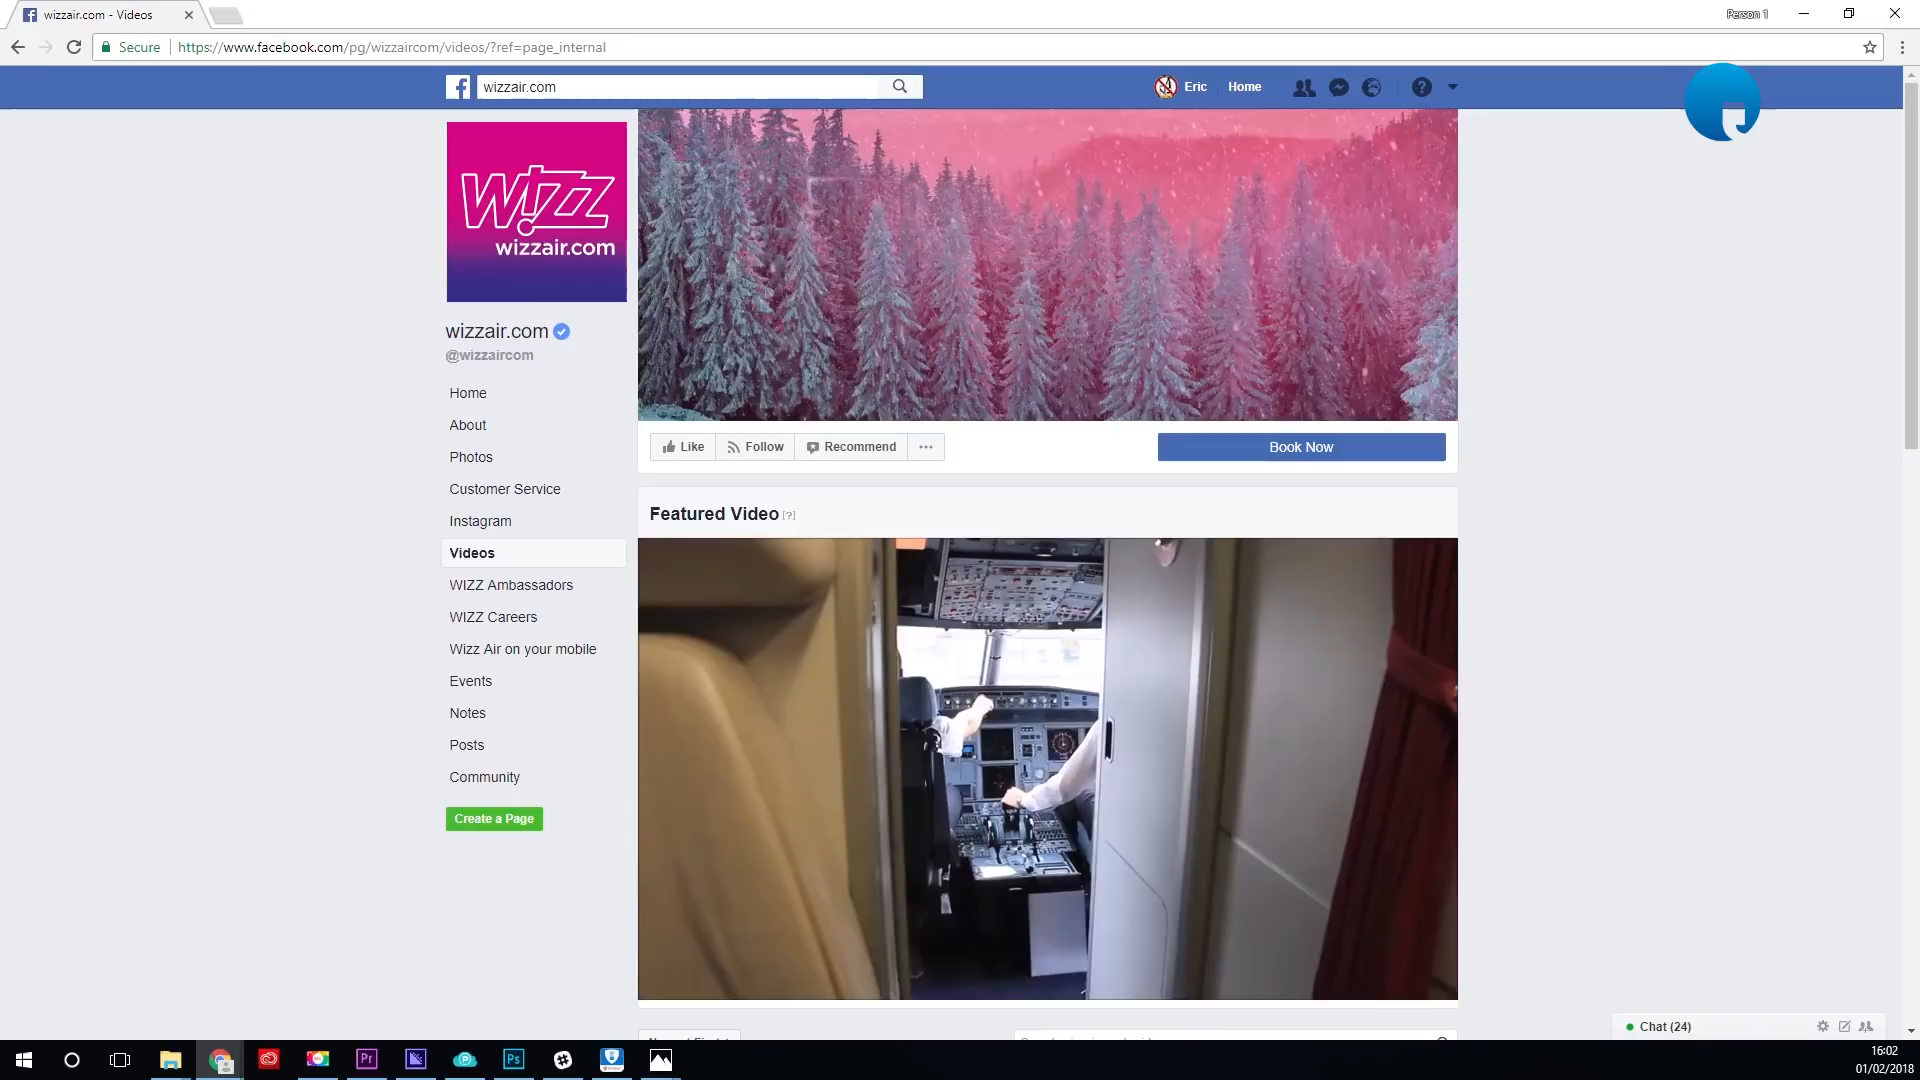 wizzair.com - Videos
Person 1
Secure
https://www.facebook.com/pg/wizzaircom/videos/?ref=page_internal
wizzair.com
Eric
Home
WIZZ
wizzair.com
wizzair.com
@wizzaircom
Home
About
Photos
Customer Service
Instagram
Videos
WIZZ Ambassadors
WIZZ Careers
Wizz Air on your mobile
Events
Notes
Posts
Community
Create a Page
Like
Follow
Recommend
Book Now
Featured Video [?]
Chat (24)
Pr
Ps
16:02
01/02/2018